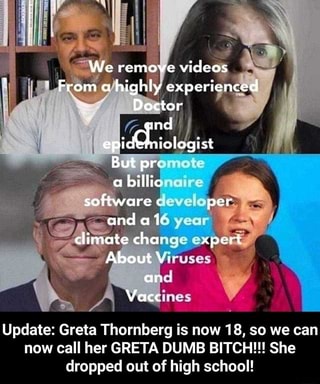 We remove videos
From a highly experienced
Doctor
and
epidemiologist
But promote
a billionaire
software developer
and a 16 year
climate change expert
About Viruses
and
Vaccines
Update: Greta Thornberg is now 18, so we can
now call her GRETA DUMB BITCH!!! She
dropped out of high school!